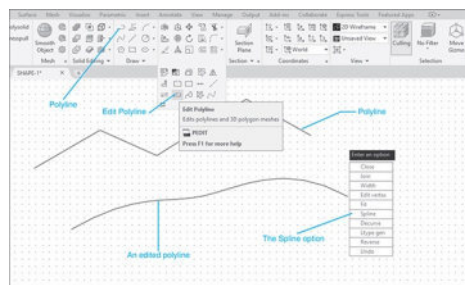 Surface Mesh Visualize Parametric Insert Annotate View Manage Output Add-ins Collaborate Express Tools Featured Apps
Smooth Object
Section Plane
2D Wireframe
Unsaved View
World
Culling
No Filter
Move Gizmo
Mesh
Solid Editing
Draw
Section
Coordinates
View
Selection
SHAPE-1*
Polyline
Edit Polyline
Edit Polyline
Edits polylines and 3D polygon meshes
PEDIT
Press F1 for more help
Polyline
Enter an option
Close
Join
Width
Edit vertex
Fit
Spline
Decurve
Ltype gen
Reverse
Undo
The Spline option
An edited polyline